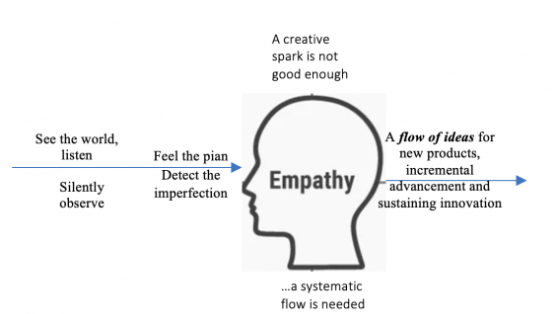 A creative
spark is not
good enough
See the world,
listen
Silently
observe
Feel the pian
Detect the
imperfection
Empathy
A flow of ideas for
new products,
incremental
advancement and
sustaining innovation
...a systematic
flow is needed